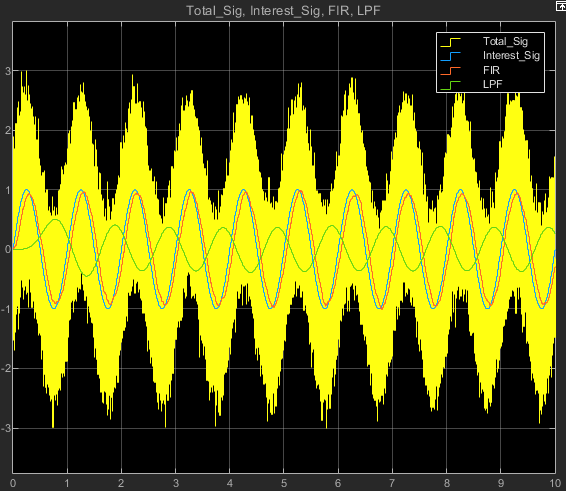 Total_Sig, Interest_Sig, FIR, LPF
Total_Sig
Interest_Sig
FIR
LPF
3
2
1
0
-1
-2
-3
0 1 2 3 4 5 6 7 8 9 10